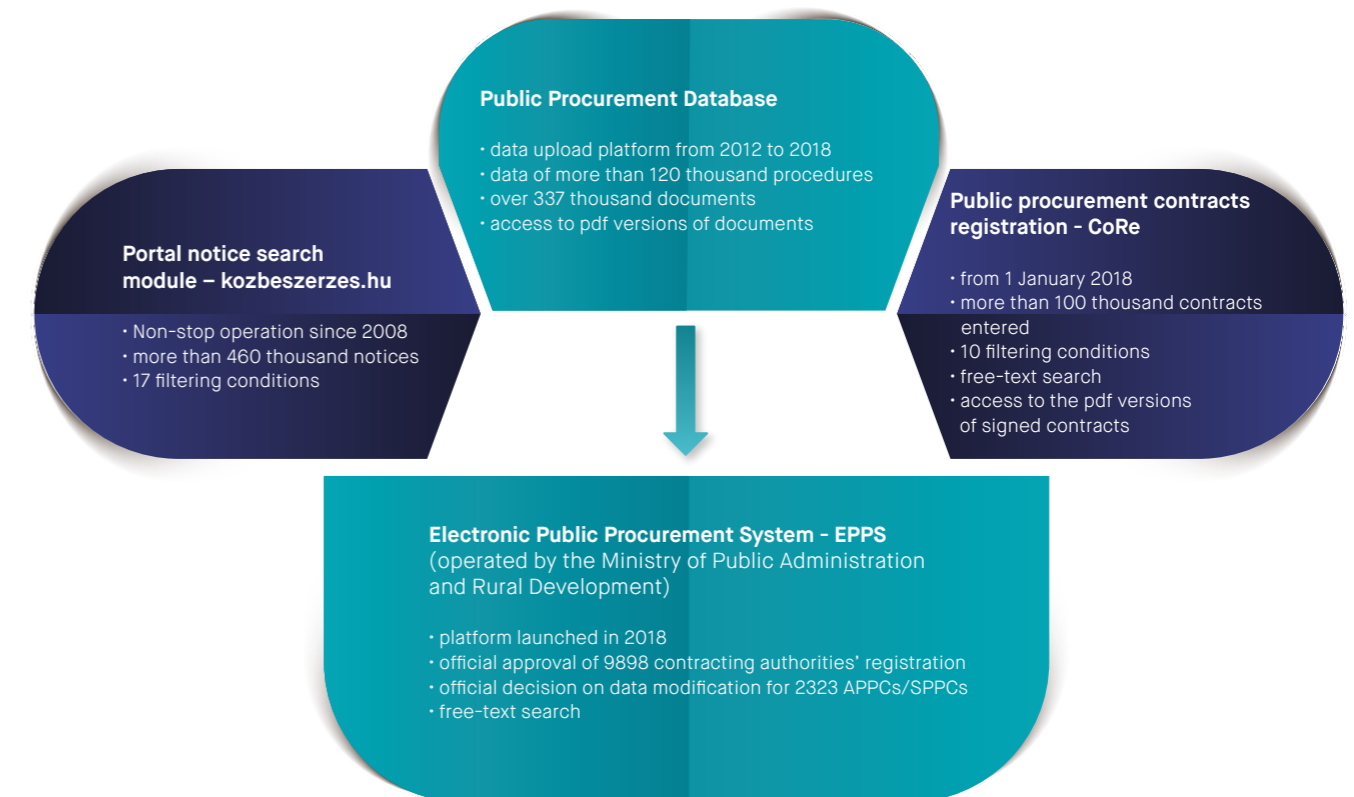 Public Procurement Database
• data upload platform from 2012 to 2018
• data of more than 120 thousand procedures
• over 337 thousand documents
• access to pdf versions of documents
Portal notice search
module – kozbeszerzes.hu
• Non-stop operation since 2008
• more than 460 thousand notices
• 17 filtering conditions
Public procurement contracts
registration - CoRe
• from 1 January 2018
• more than 100 thousand contracts
entered
• 10 filtering conditions
• free-text search
• access to the pdf versions
of signed contracts
Electronic Public Procurement System - EPPS
(operated by the Ministry of Public Administration
and Rural Development)
• platform launched in 2018
• official approval of 9898 contracting authorities’ registration
• official decision on data modification for 2323 APPCs/SPPCs
• free-text search